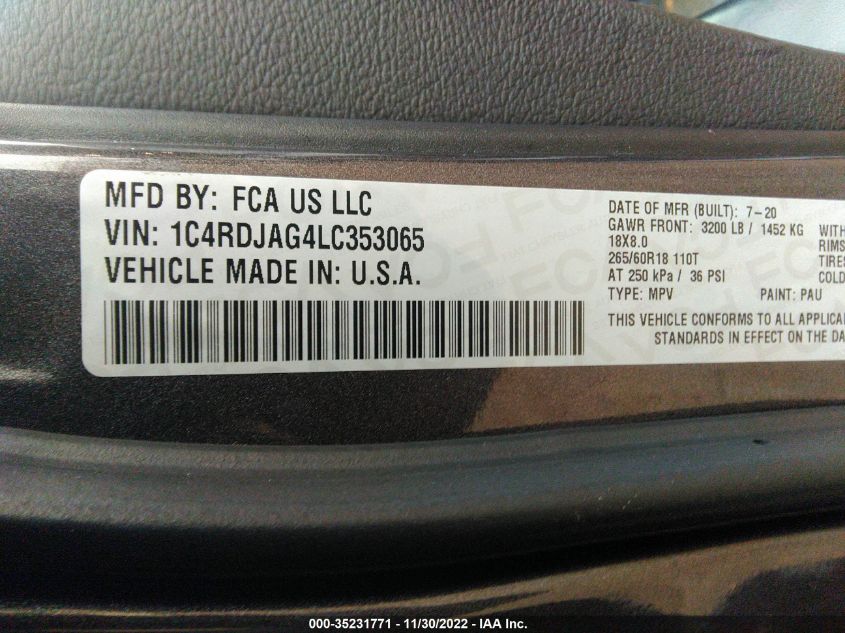 MFD BY: FCA US LLC
VIN: 1C4RDJAG4LC353065
VEHICLE MADE IN: U.S.A.
DATE OF MFR (BUILT): 7-20
GAWR FRONT: 3200 LB / 1452 KG WITH
18X8.0 RIMS
265/60R18 110T TIRES
AT 250 kPa / 36 PSI COLD
TYPE: MPV PAINT: PAU
THIS VEHICLE CONFORMS TO ALL APPLICA
STANDARDS IN EFFECT ON THE DA
000-35231771 - 11/30/2022 - IAA Inc.